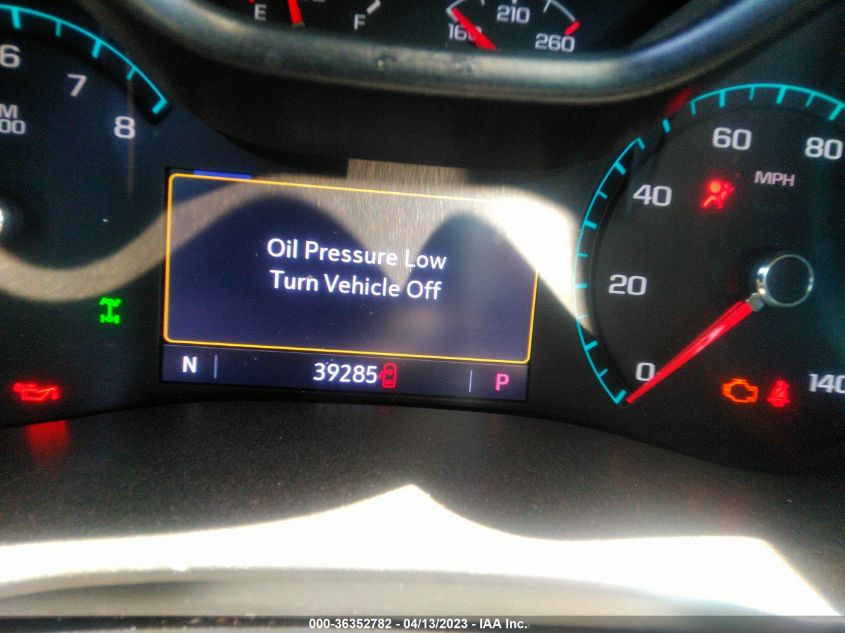 E F
160 210 260
6
7
8
60
80
MPH
40
20
0
140
Oil Pressure Low
Turn Vehicle Off
N 39285 P
000-36352782 - 04/13/2023 - IAA Inc.